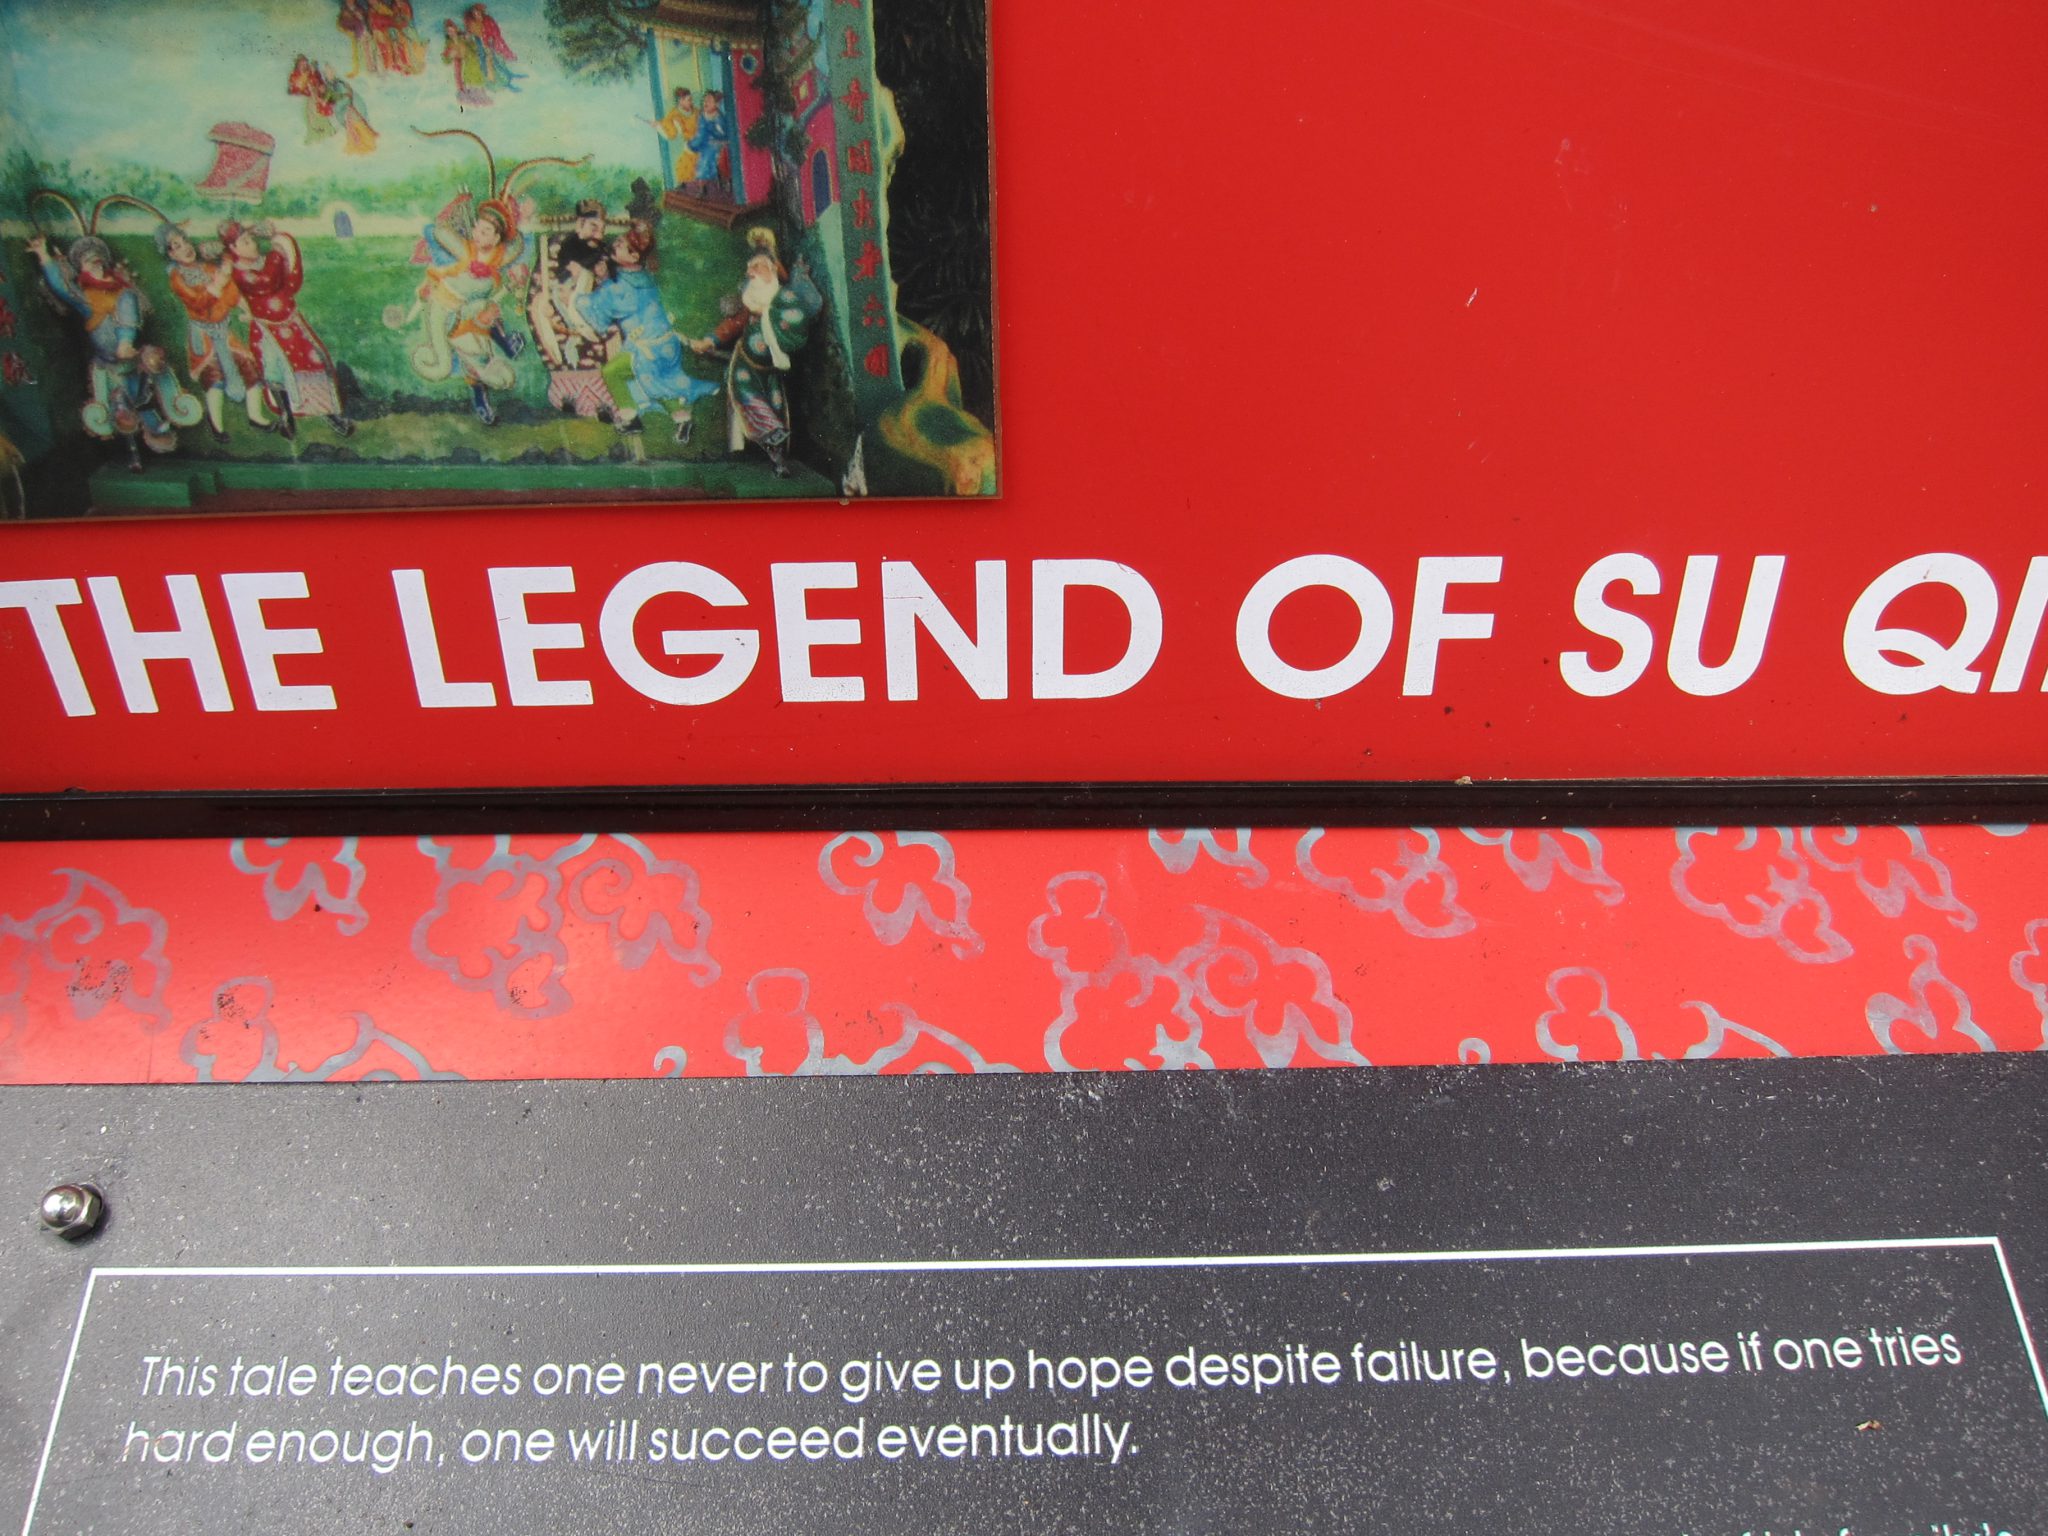 THE LEGEND OF SU QI
This tale teaches one never to give up hope despite failure, because if one tries
hard enough, one will succeed eventually.